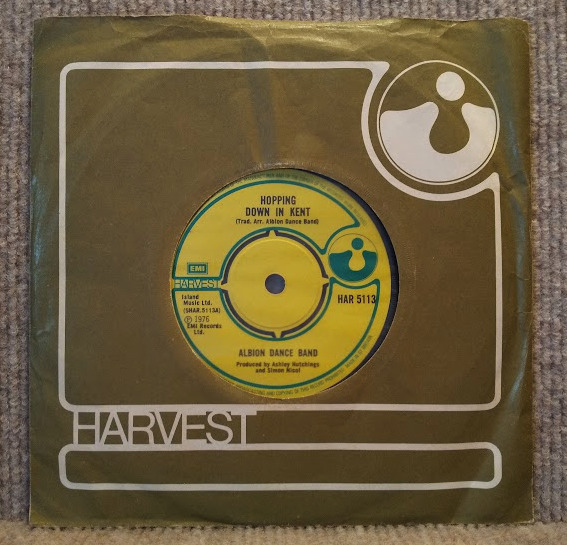 HOPPING
DOWN IN KENT
(Trad. Arr. Albion Dance Band)
EMI
HARVEST
Island
Music Ltd.
(SHAR.5113A)
HAR 5113
℗ 1976
EMI Records
Ltd.
ALBION DANCE BAND
Produced by Ashley Hutchings
and Simon Nicol
HARVEST